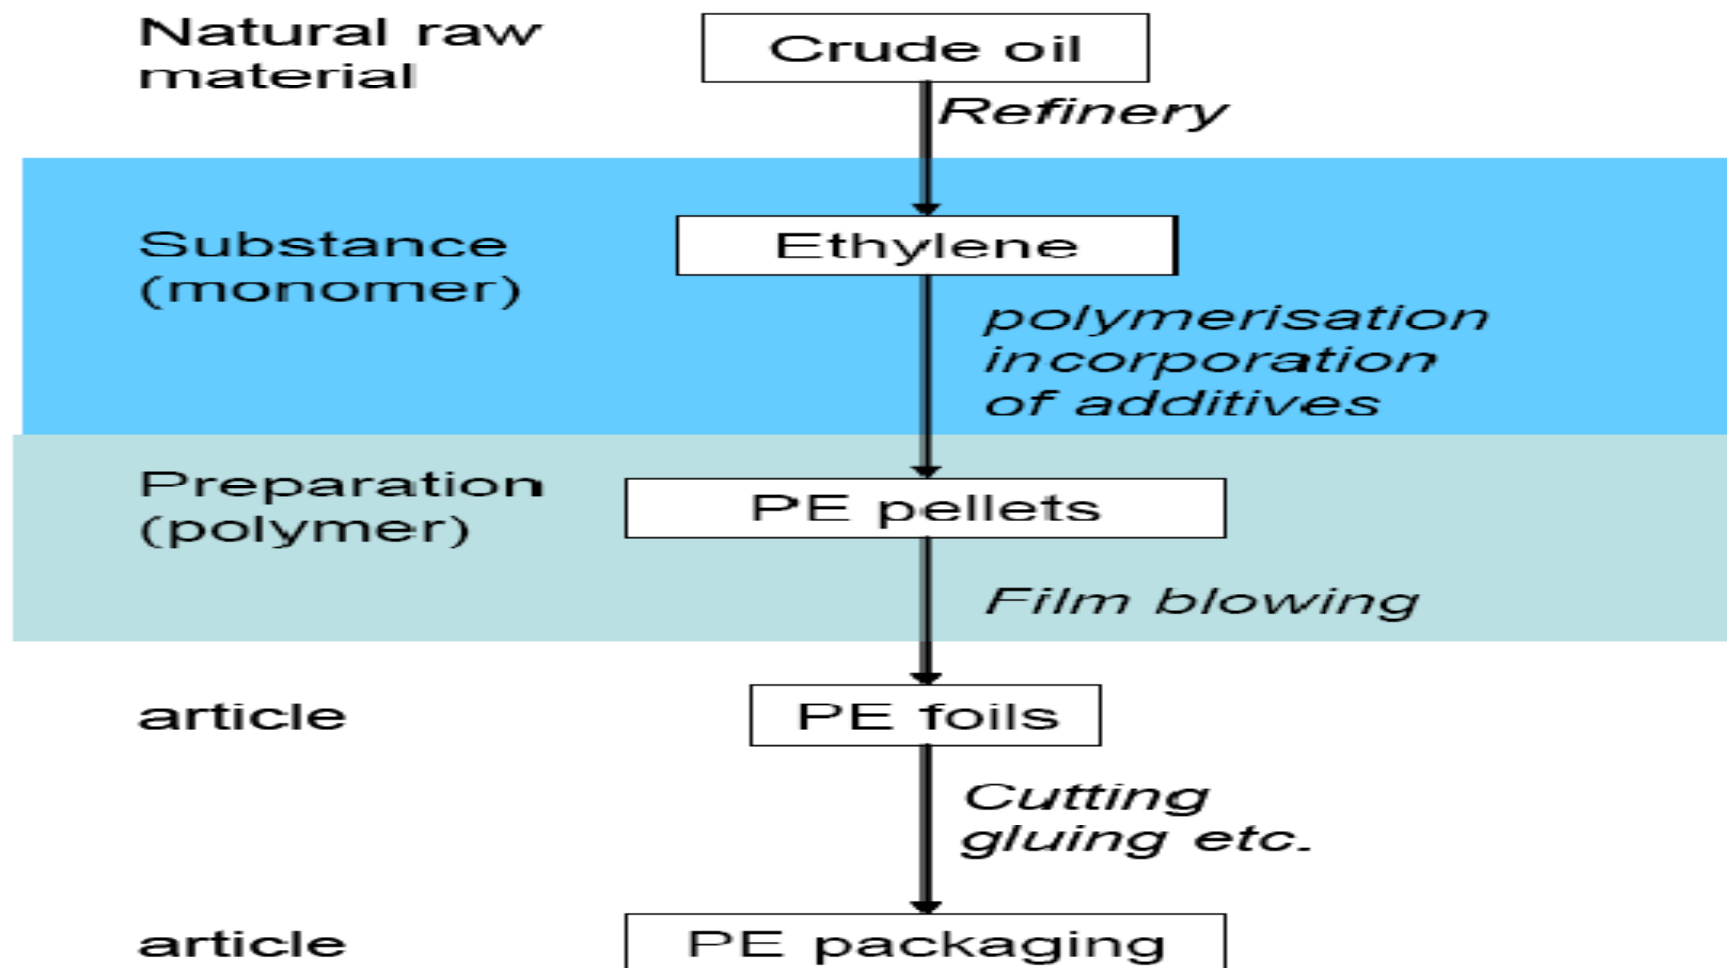 Natural raw
material
Crude oil
Refinery
Substance
(monomer)
Ethylene
polymerisation
incorporation
of additives
Preparation
(polymer)
PE pellets
Film blowing
article
PE foils
Cutting
gluing etc.
article
PE packaging